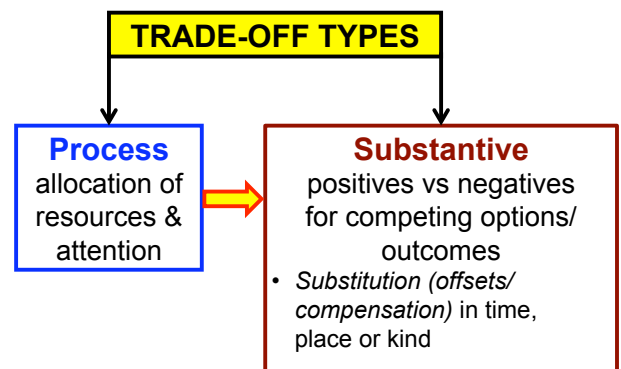 TRADE-OFF TYPES
Process
allocation of
resources &
attention
Substantive
positives vs negatives
for competing options/
outcomes
• Substitution (offsets/
compensation) in time,
place or kind